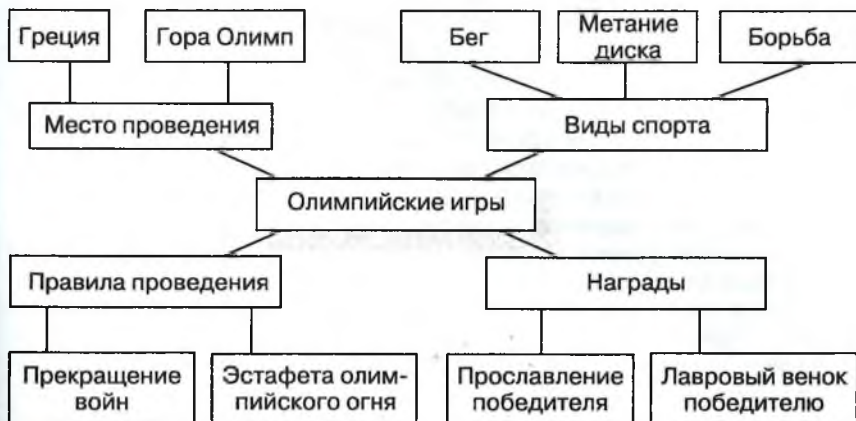 Греция
Гора Олимп
Бег
Метание
диска
Борьба
Место проведения
Виды спорта
Олимпийские игры
Правила проведения
Награды
Прекращение
войн
Эстафета олим-
пийского огня
Прославление
победителя
Лавровый венок
победителю